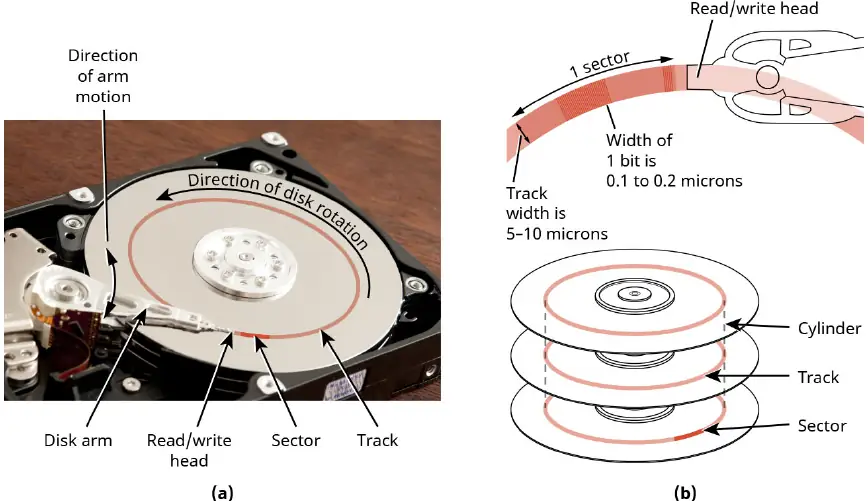 Direction
of arm
motion
Direction of disk rotation
Disk arm
Read/write
head
Sector
Track
(a)
Read/write head
1 sector
Width of
1 bit is
0.1 to 0.2 microns
Track
width is
5–10 microns
Cylinder
Track
Sector
(b)